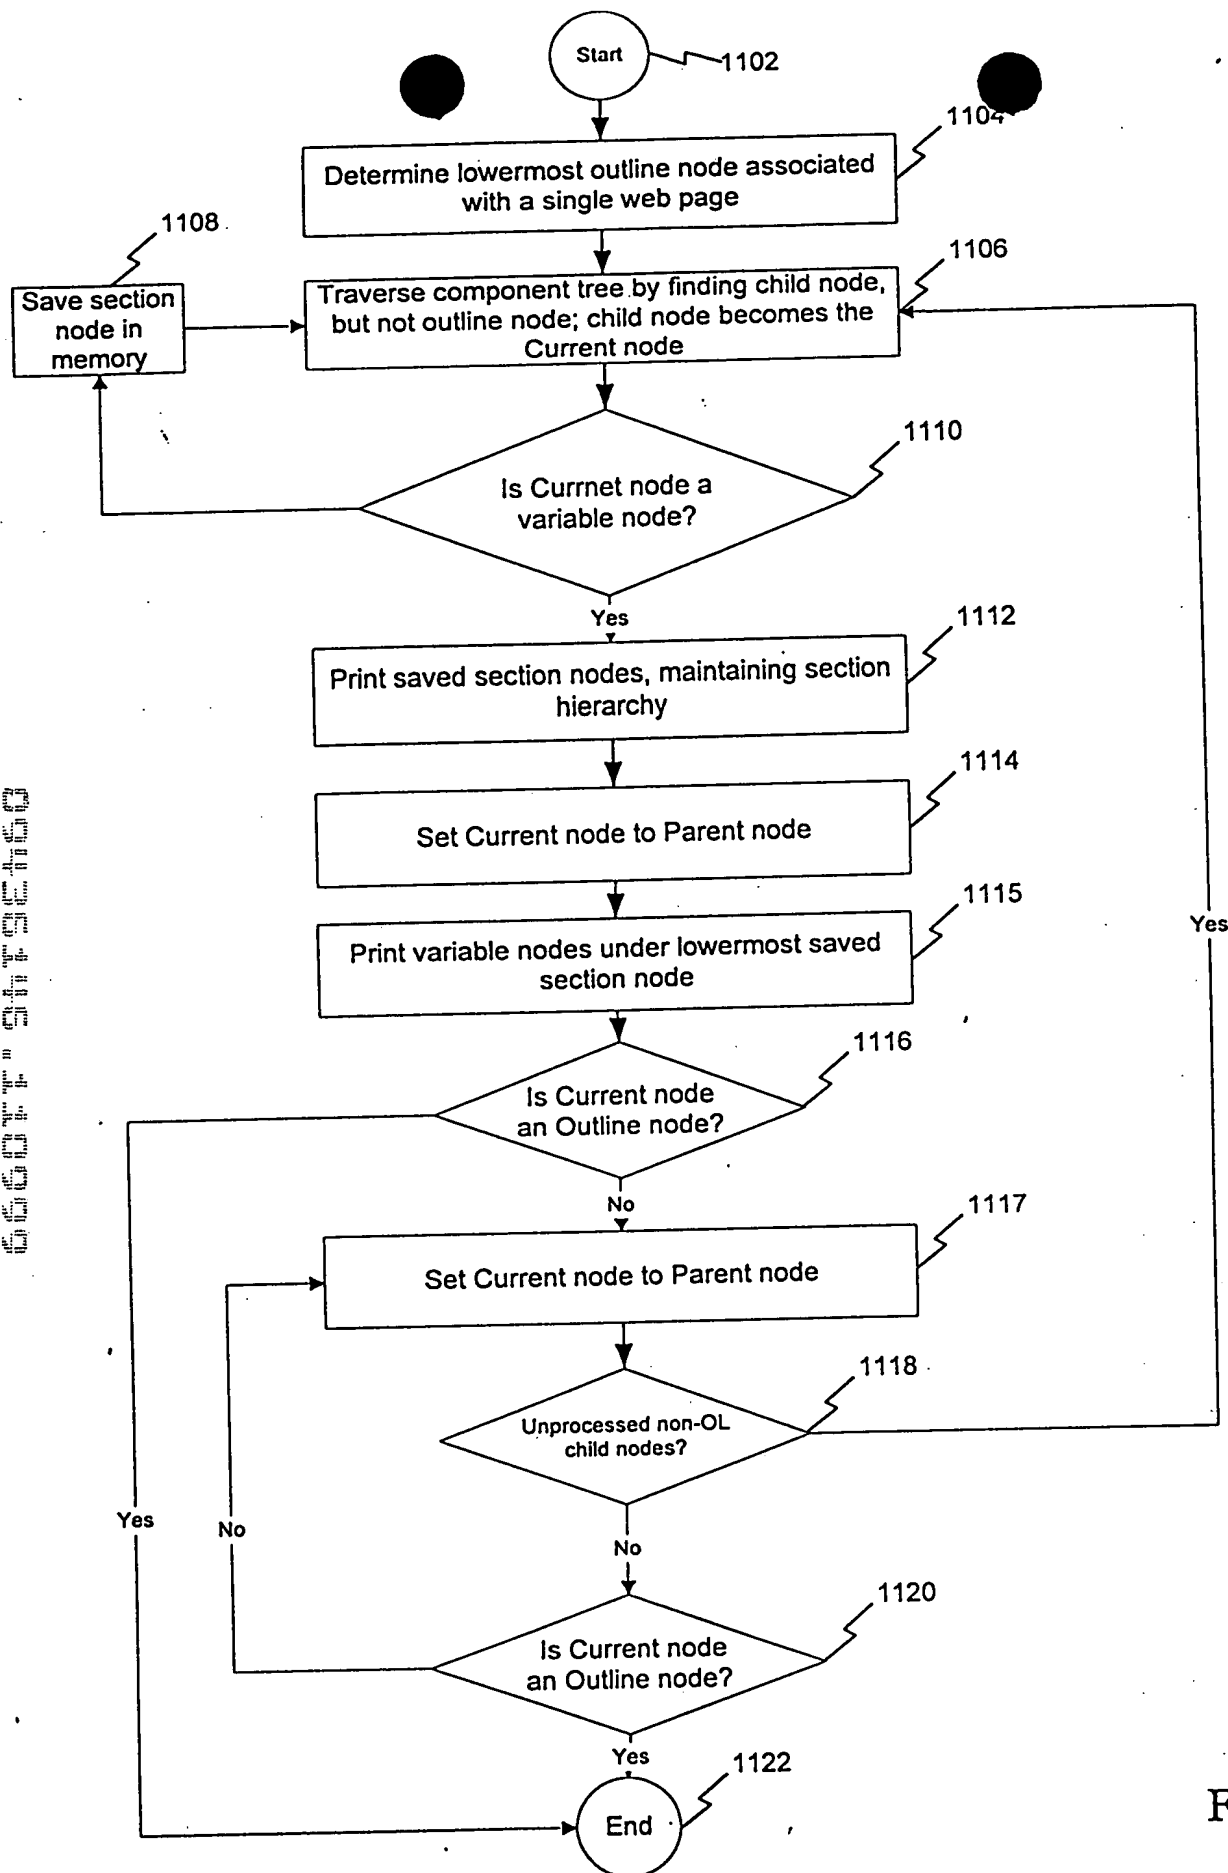 Start
1102
1104
Determine lowermost outline node associated
with a single web page
1108
1106
Save section
node in
memory
Traverse component tree by finding child node,
but not outline node; child node becomes the
Current node
1110
Is Currnet node a
variable node?
Yes
1112
Print saved section nodes, maintaining section
hierarchy
1114
Set Current node to Parent node
1115
Print variable nodes under lowermost saved
section node
Yes
1116
Is Current node
an Outline node?
No
1117
Set Current node to Parent node
1118
Unprocessed non-OL
child nodes?
Yes
No
No
1120
Is Current node
an Outline node?
Yes
1122
End
F